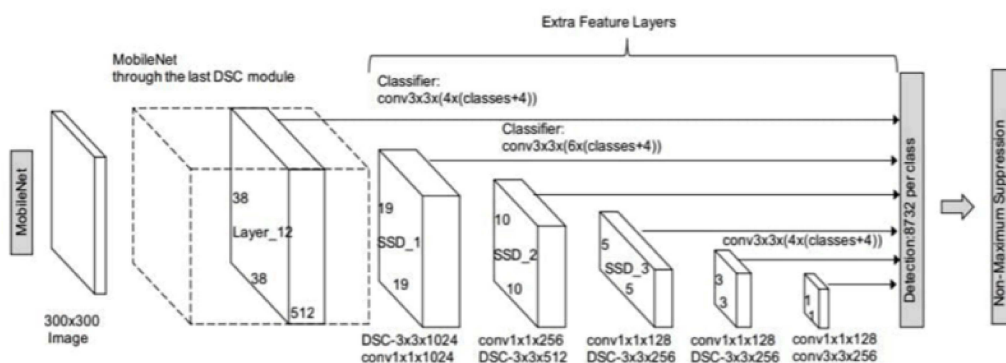 Extra Feature Layers
MobileNet
through the last DSC module
Classifier:
conv3x3x(4x(classes+4))
Classifier:
conv3x3x(6x(classes+4))
MobileNet
38
Layer_12
38
512
19
SSD_1
19
10
SSD_2
10
5
SSD_3
5
conv3x3x(4x(classes+4))
3
3
1
1
Detection:8732 per class
Non-Maximum Suppression
300x300
Image
DSC-3x3x1024
conv1x1x1024
conv1x1x256
DSC-3x3x512
conv1x1x128
DSC-3x3x256
conv1x1x128
DSC-3x3x256
conv1x1x128
conv3x3x256